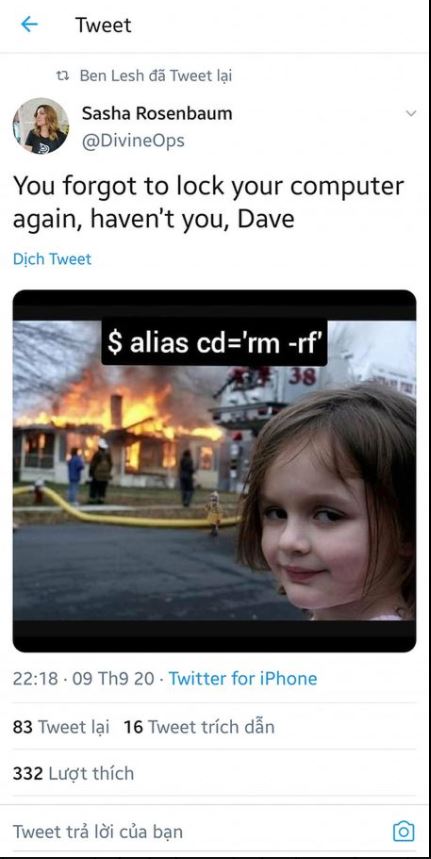 Tweet
Ben Lesh đã Tweet lại
Sasha Rosenbaum
@DivineOps
You forgot to lock your computer
again, haven't you, Dave
Dịch Tweet
$ alias cd='rm -rf'
38
22:18 · 09 Th9 20 · Twitter for iPhone
83 Tweet lại 16 Tweet trích dẫn
332 Lượt thích
Tweet trả lời của bạn